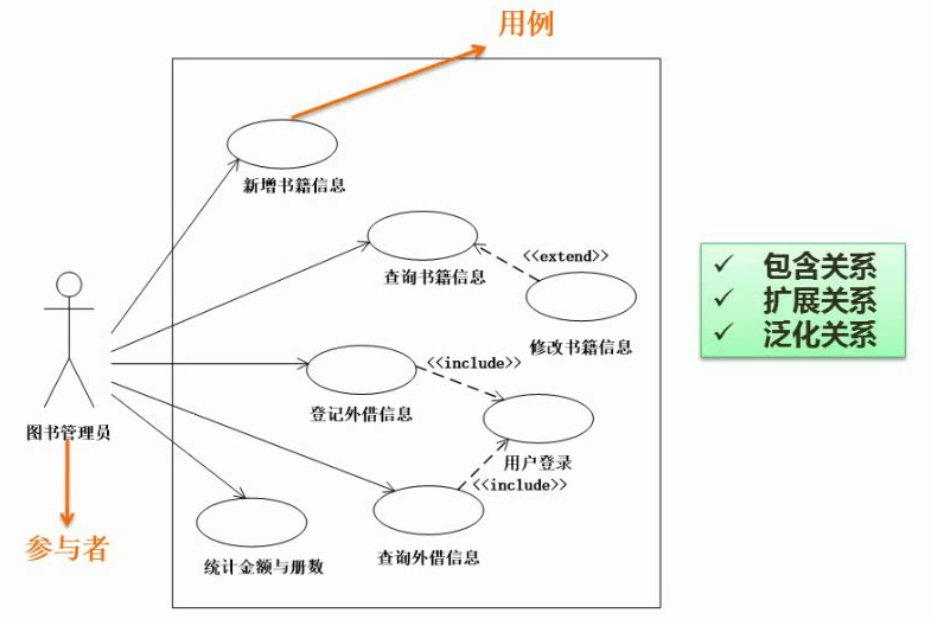 用例
新增书籍信息
查询书籍信息
<<extend>>
修改书籍信息
✓ 包含关系
✓ 扩展关系
✓ 泛化关系
<<include>>
登记外借信息
图书管理员
用户登录
<<include>>
参与者
统计金额与册数
查询外借信息